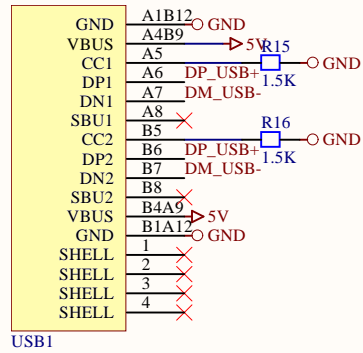 GND A1B12 GND
VBUS A4B9 5V R15
CC1 A5 GND
DP1 A6 DP_USB+ 1.5K
DN1 A7 DM_USB-
SBU1 A8
CC2 B5 R16 GND
DP2 B6 DP_USB+ 1.5K
DN2 B7 DM_USB-
SBU2 B8
VBUS B4A9 5V
GND B1A12 GND
SHELL 1
SHELL 2
SHELL 3
SHELL 4
USB1